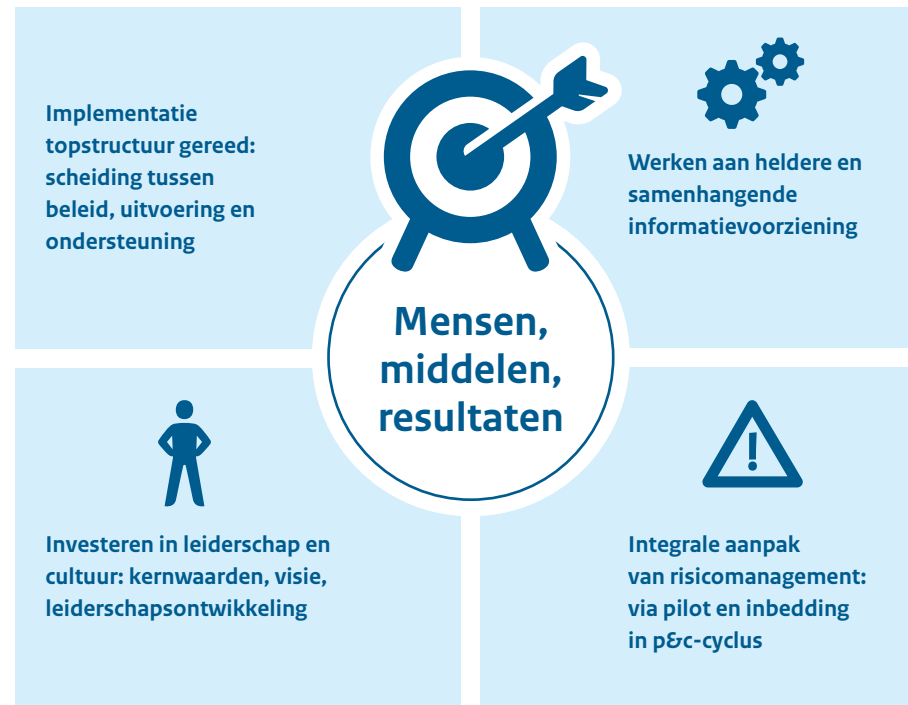 Implementatie
topstructuur gereed:
scheiding tussen
beleid, uitvoering en
ondersteuning
Werken aan heldere en
samenhangende
informatievoorziening
Mensen,
middelen,
resultaten
Investeren in leiderschap en
cultuur: kernwaarden, visie,
leiderschapsontwikkeling
Integrale aanpak
van risicomanagement:
via pilot en inbedding
in p&c-cyclus